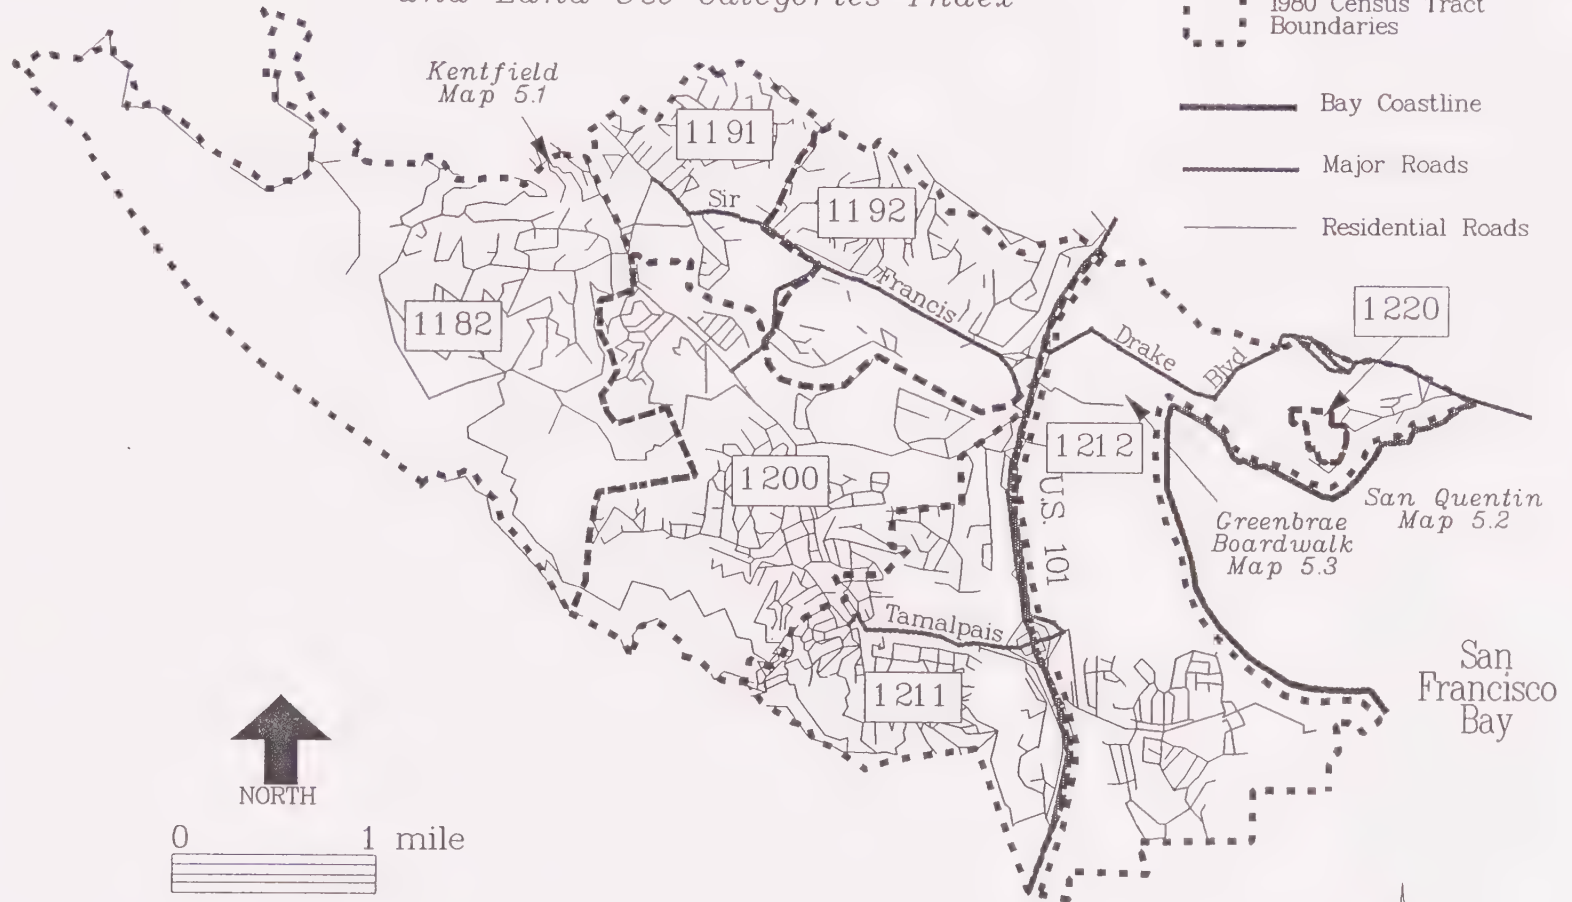 and Land Use Categories Index
1980 Census Tract
Boundaries
Kentfield
Map 5.1
Bay Coastline
1191
Major Roads
Sir
1192
Residential Roads
Francis
1182
1220
Drake
Blvd
1212
1200
U.S. 101
San Quentin
Map 5.2
Greenbrae
Boardwalk
Map 5.3
Tamalpais
San
Francisco
Bay
1211
NORTH
0 1 mile